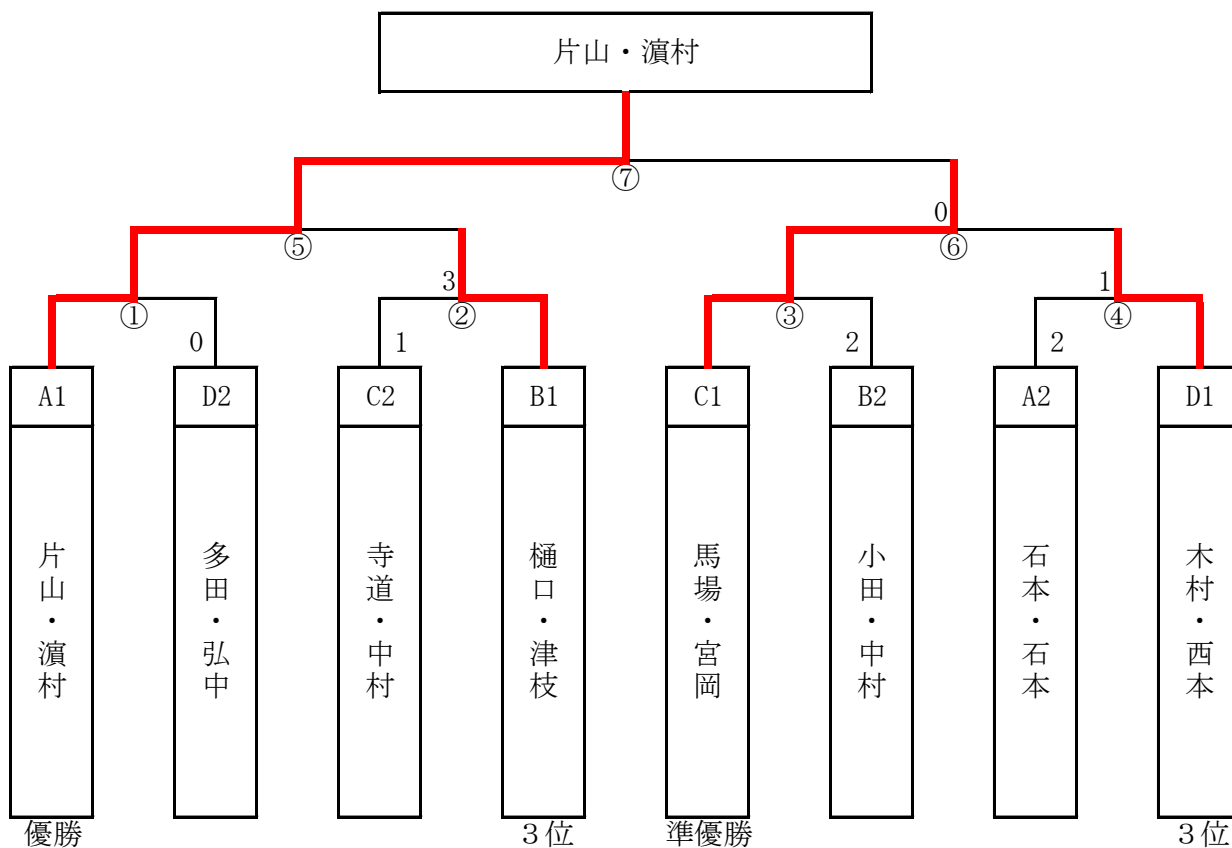 片山・濵村
⑦
0
⑤
⑥
3
1
①
②
③
④
0
1
2
2
A1
D2
C2
B1
C1
B2
A2
D1
片山・濵村
多田・弘中
寺道・中村
樋口・津枝
馬場・宮岡
小田・中村
石本・石本
木村・西本
優勝
３位
準優勝
３位